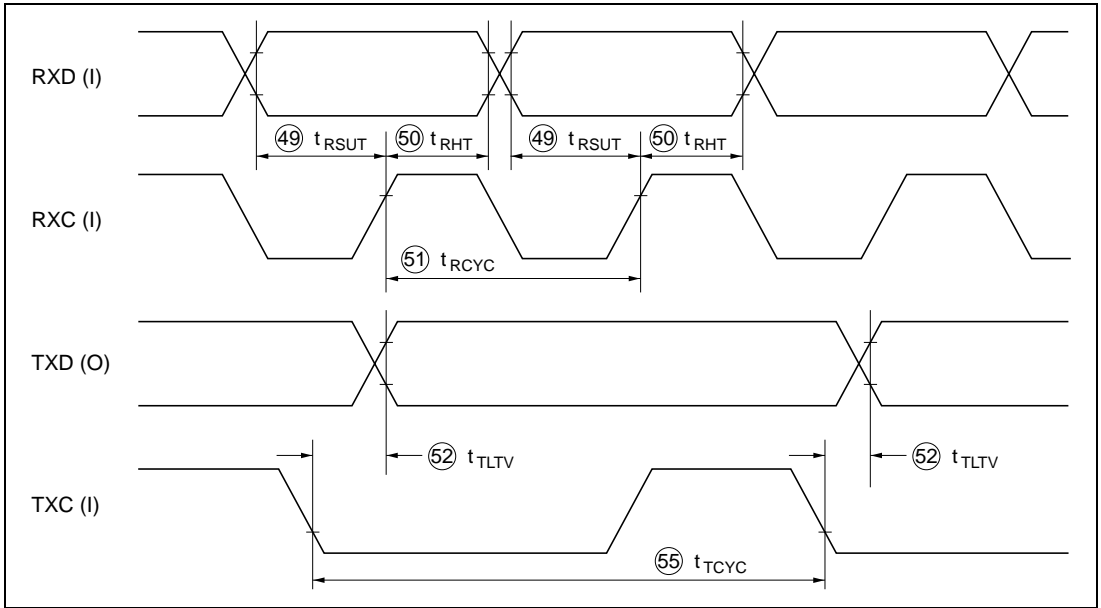 RXD (I)
49 tRSUT 50 tRHT 49 tRSUT 50 tRHT
RXC (I)
51 tRCYC
TXD (O)
52 tTLTV 52 tTLTV
TXC (I)
55 tTCYC